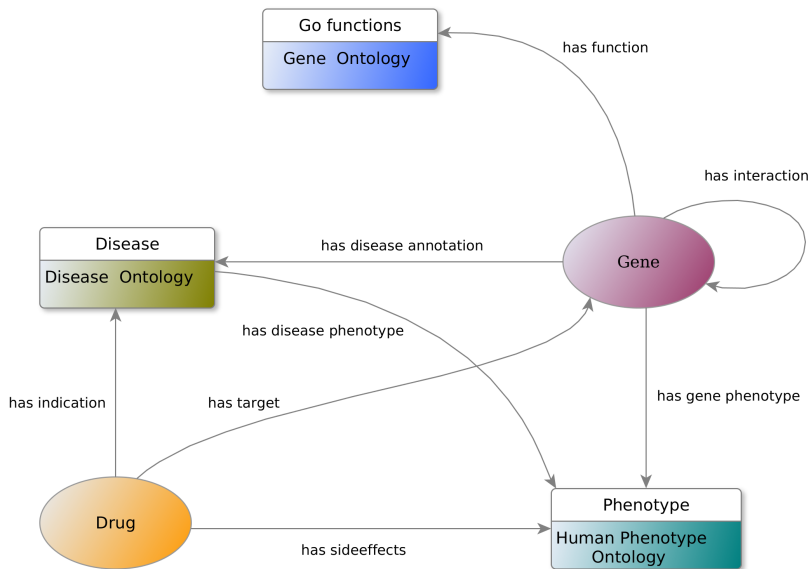 Go functions
Gene Ontology
has function
has interaction
Disease
Disease Ontology
has disease annotation
Gene
has disease phenotype
has indication
has target
has gene phenotype
Drug
Phenotype
Human Phenotype
Ontology
has sideeffects